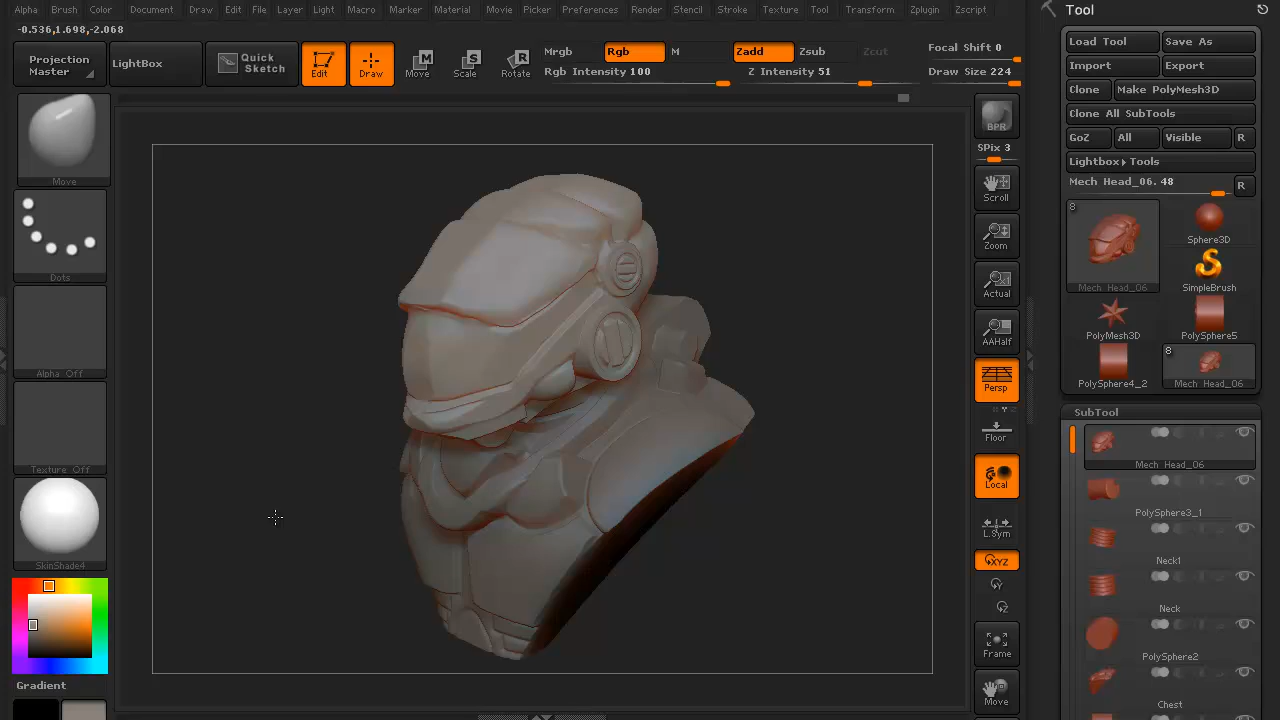 Alpha Brush Color Document Draw Edit File Layer Light Macro Marker Material Movie Picker Preferences Render Stencil Stroke Texture Tool Transform Zplugin Zscript
-0.536,1.698,-2.068
Projection Master
LightBox
Quick Sketch
Edit
Draw
Move
Scale
Rotate
Mrgb Rgb M Zadd Zsub Zcut
Rgb Intensity 100 Z Intensity 51
Focal Shift 0
Draw Size 224
Move
Dots
Alpha Off
Texture Off
SkinShade4
Gradient
BPR
SPix 3
Scroll
Zoom
Actual
AAHalf
Persp
Floor
Local
L.Sym
XYZ
Y
Z
Frame
Move
Tool
Load Tool Save As
Import Export
Clone Make PolyMesh3D
Clone All SubTools
GoZ All Visible R
Lightbox▸Tools
Mech Head_06. 48 R
8
Mech Head_06
Sphere3D
SimpleBrush
PolyMesh3D
PolySphere5
PolySphere4_2
8
Mech Head_06
SubTool
Mech Head_06
PolySphere3_1
Neck1
Neck
PolySphere2
Chest